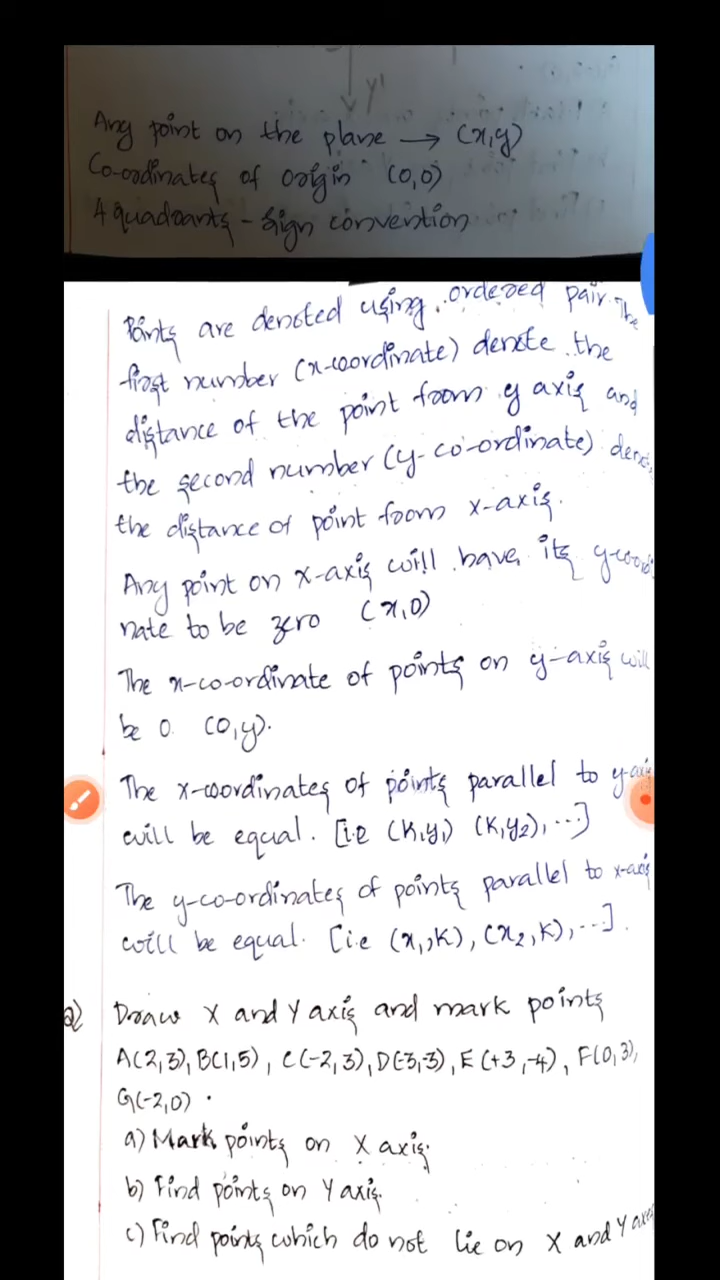 Y'
Any point on the plane → (x,y)
Co-ordinates of origin (0,0)
4 quadrants - sign convention
Points are denoted using ordered pair. The
first number (x-coordinate) denote the
distance of the point from y axis and
the second number (y-co-ordinate) deno
the distance of point from x-axis.
Any point on x-axis will have its y-coordi
nate to be zero (x,0)
The x-co-ordinate of points on y-axis will
be 0. (0,y).
The x-coordinates of points parallel to y-axis
will be equal. [i.e (K,y₁) (K,y₂),...]
The y-co-ordinates of points parallel to x-axis
will be equal. [i.e (x₁,K), (x₂,K),...].
Q) Draw X and Y axis and mark points
A(2,3), B(1,5), C(-2,3), D(-3,-3), E(+3,-4), F(0,3),
G(-2,0).
a) Mark points on X axis.
b) Find points on Y axis.
c) Find points which do not lie on X and Y axes